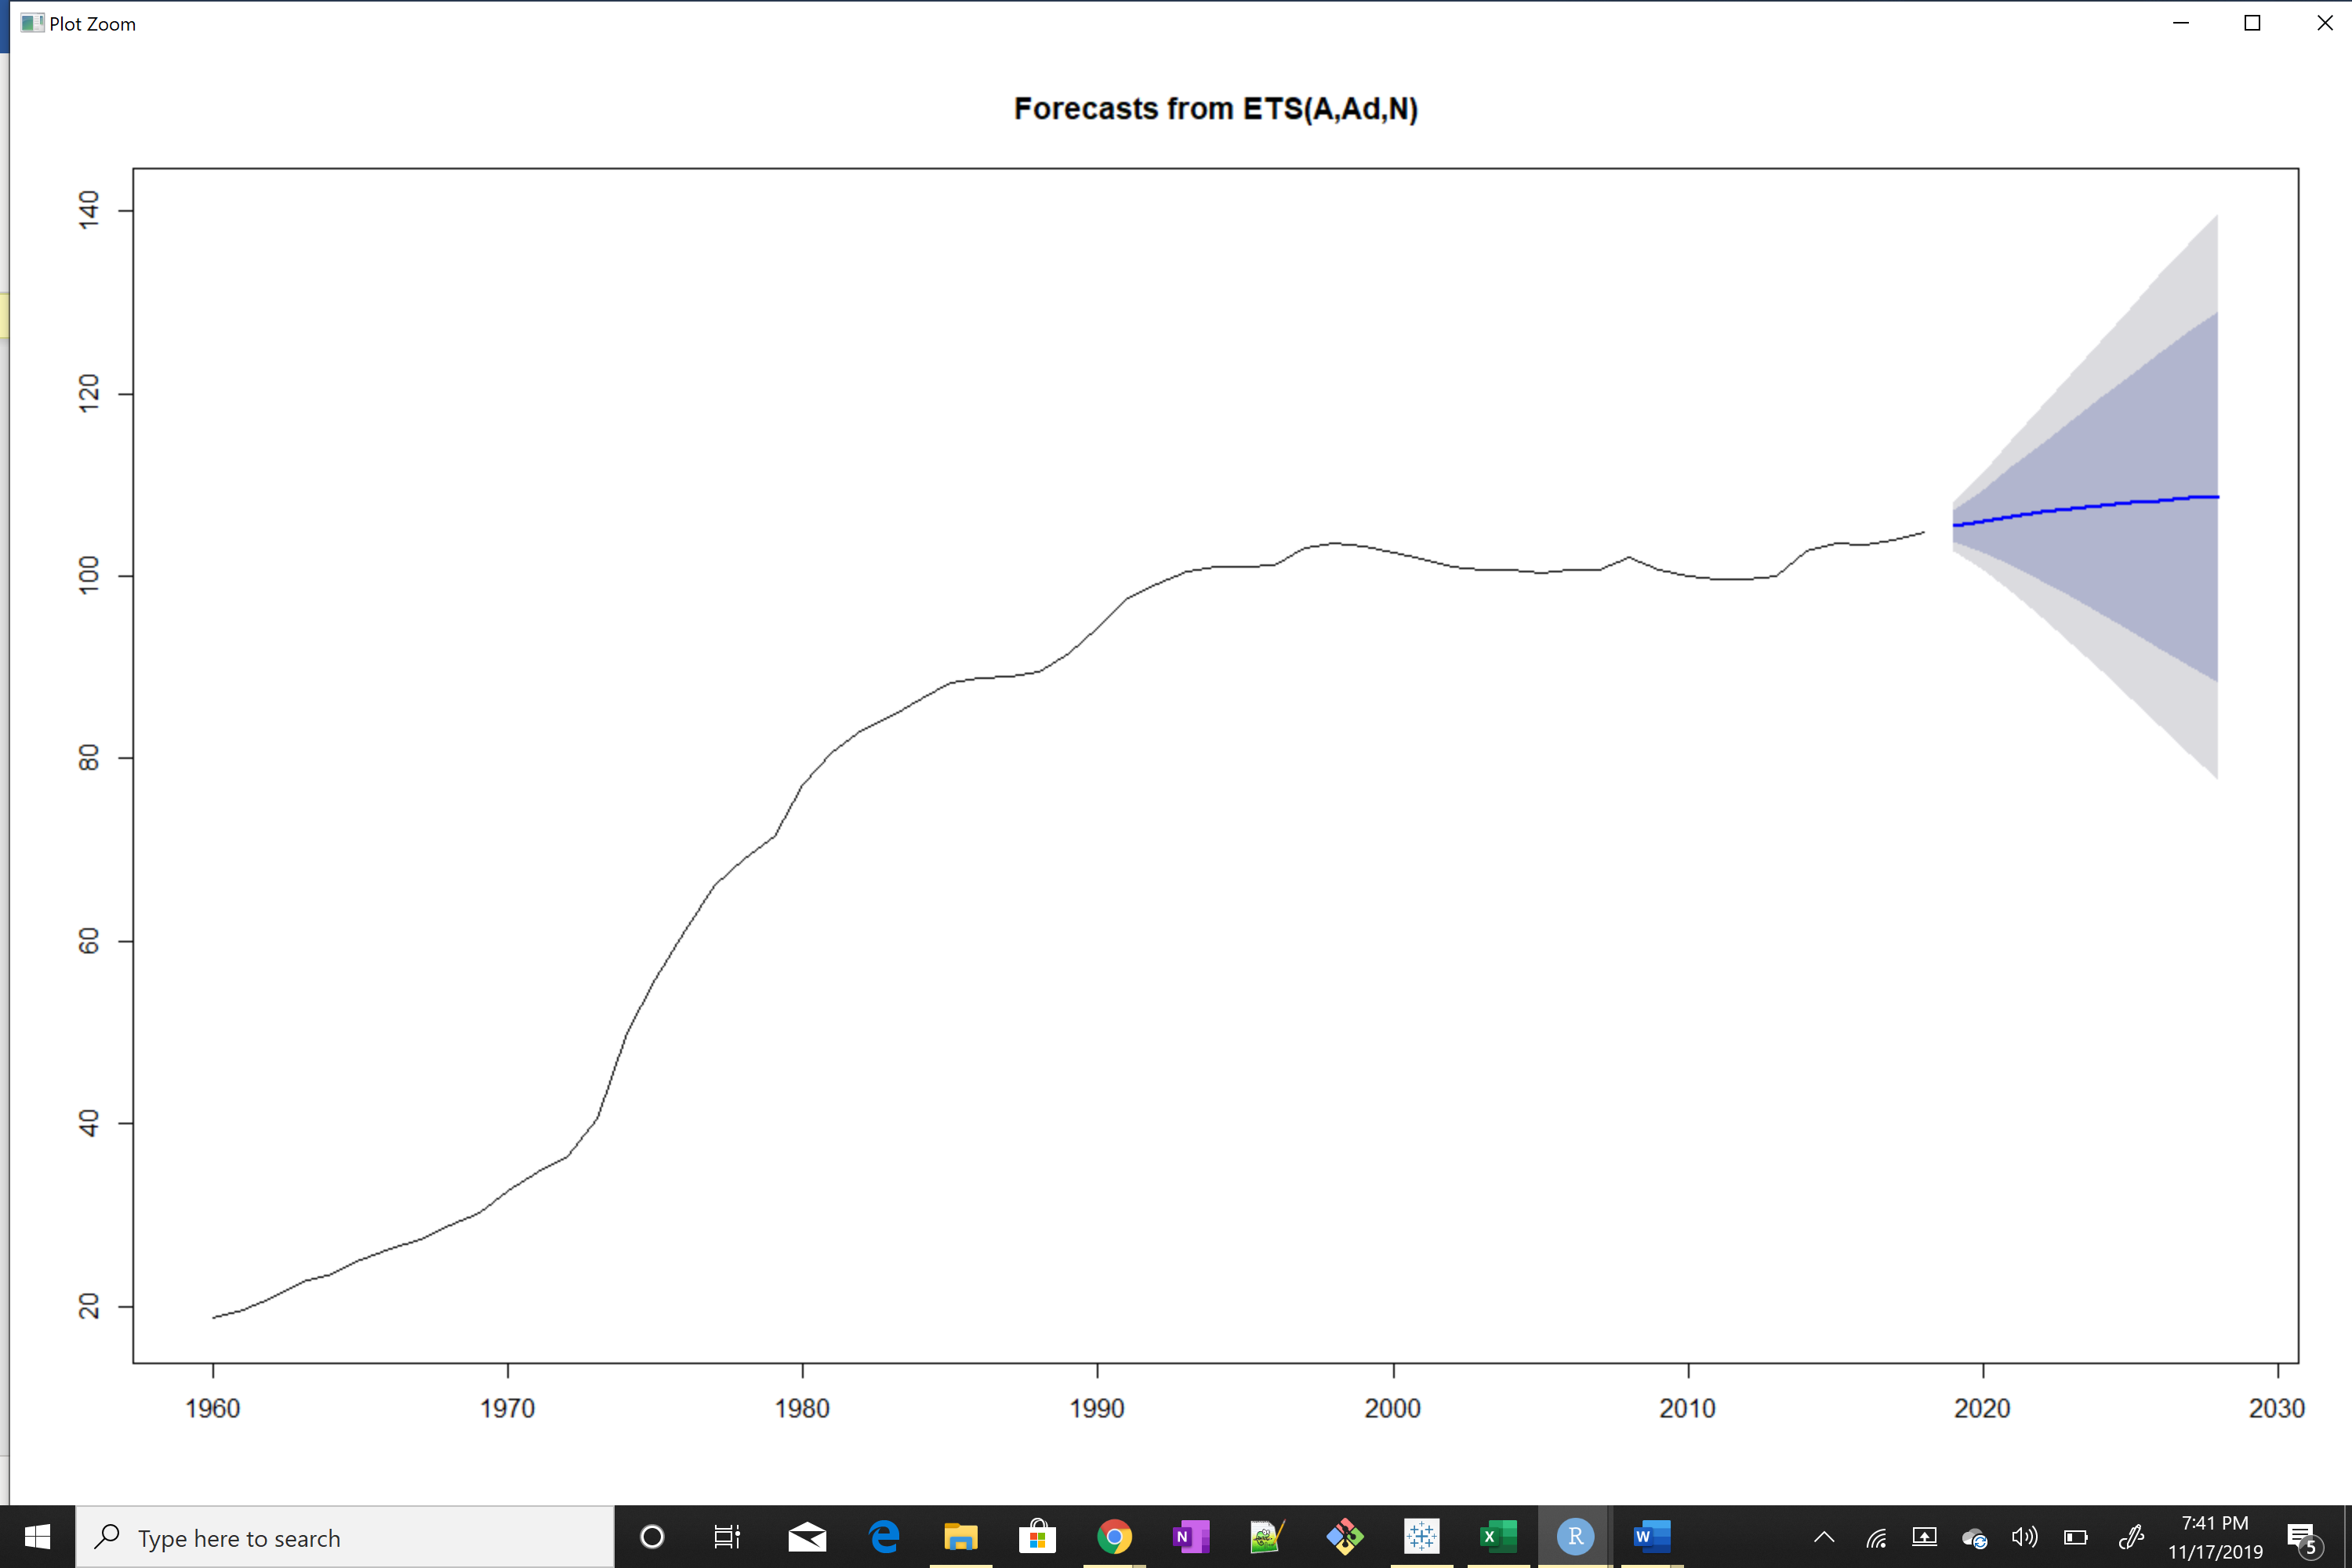 Plot Zoom
Forecasts from ETS(A,Ad,N)
140
120
100
80
60
40
20
1960 1970 1980 1990 2000 2010 2020 2030
Type here to search
N
X
R
W
7:41 PM
11/17/2019
5